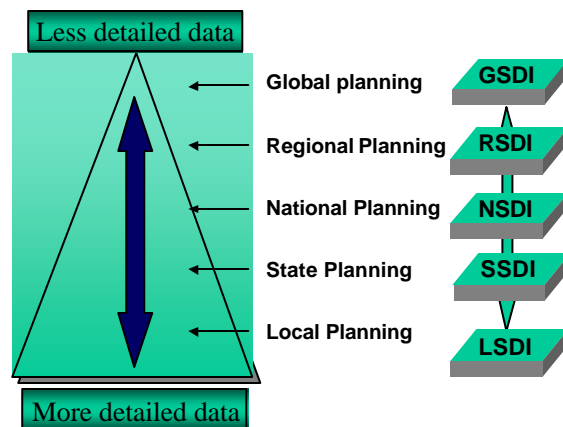 Less detailed data
Global planning
GSDI
Regional Planning
RSDI
National Planning
NSDI
State Planning
SSDI
Local Planning
LSDI
More detailed data